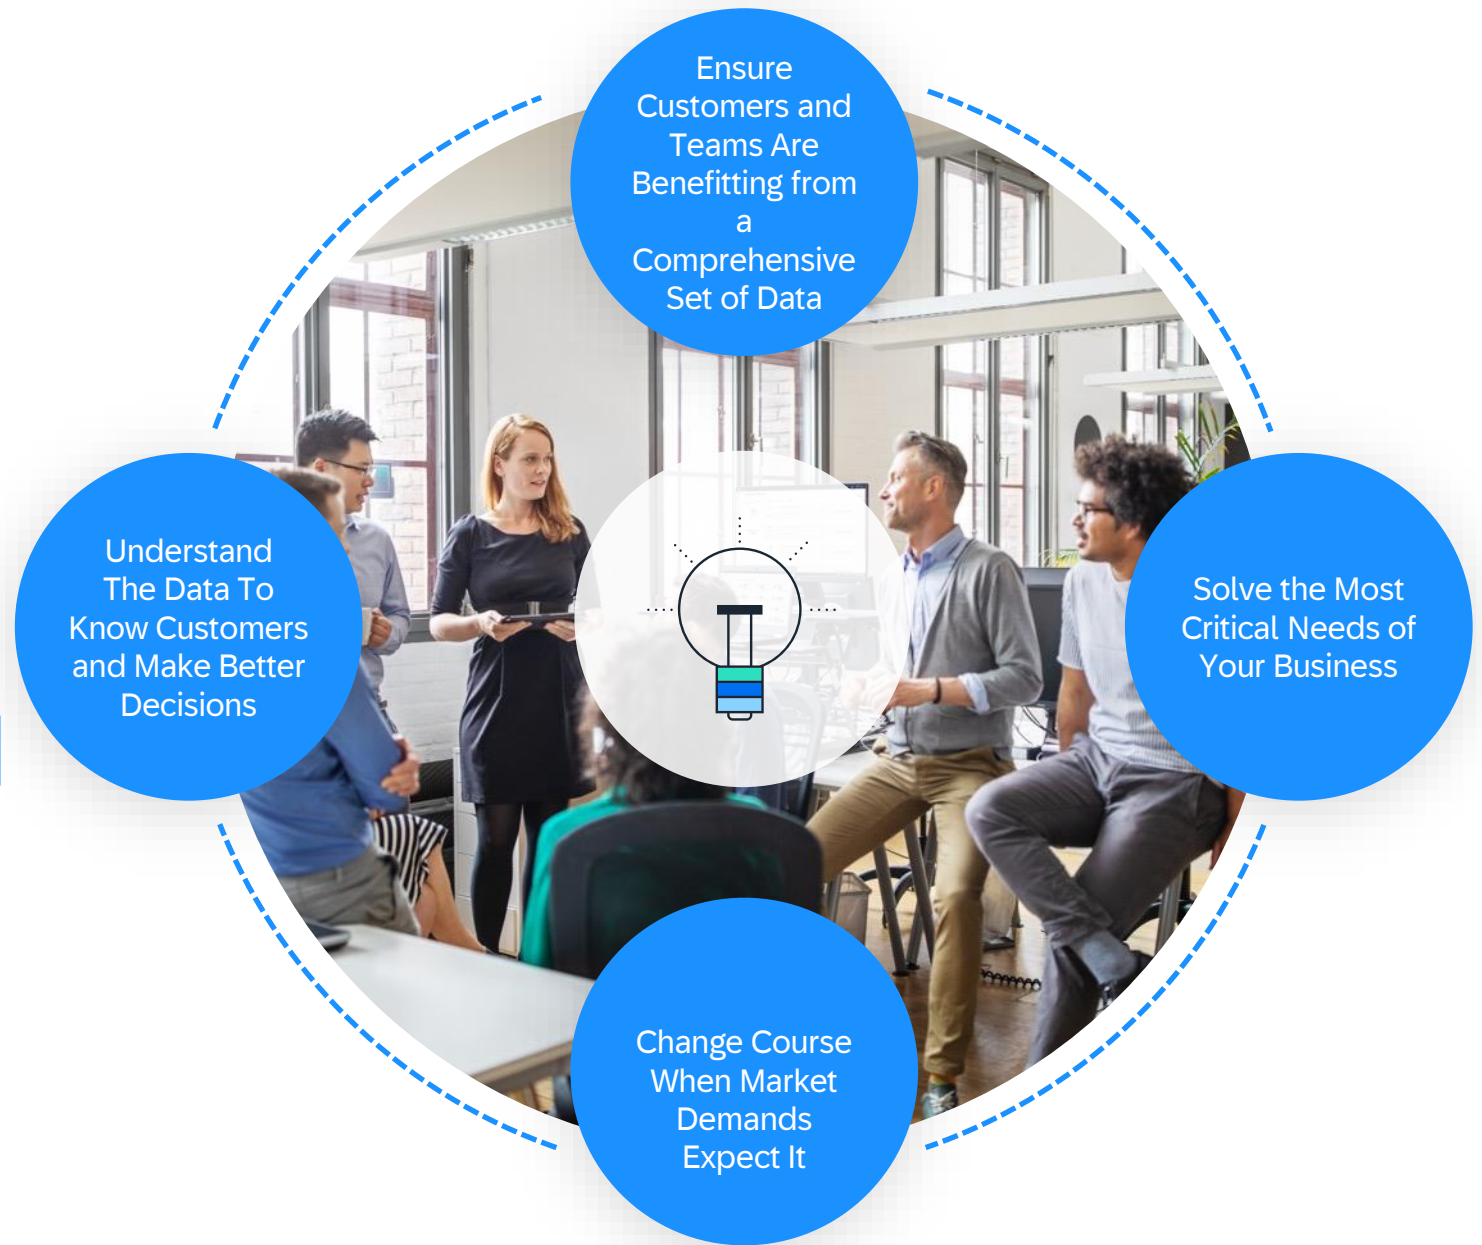 Ensure
Customers and
Teams Are
Benefitting from
a
Comprehensive
Set of Data
Understand
The Data To
Know Customers
and Make Better
Decisions
Solve the Most
Critical Needs of
Your Business
Change Course
When Market
Demands
Expect It